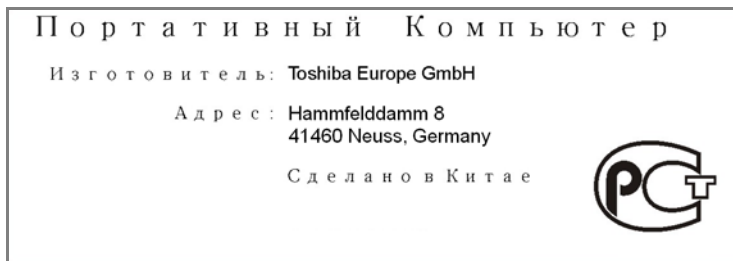 Портативный Компьютер
Изготовитель: Toshiba Europe GmbH
Адрес: Hammfelddamm 8
41460 Neuss, Germany
Сделано в Китае
РСТ